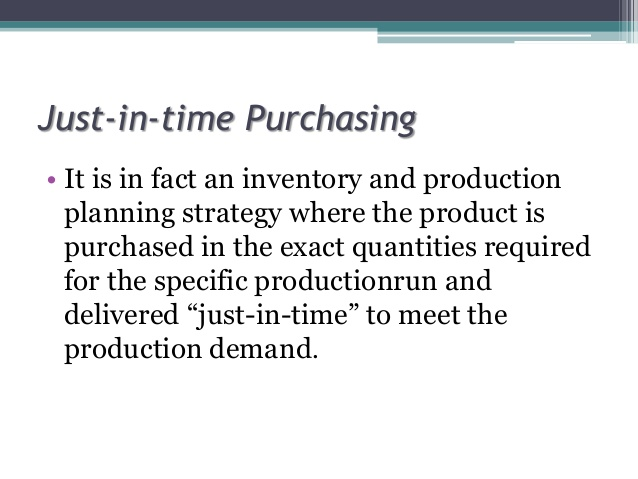 Just-in-time Purchasing
• It is in fact an inventory and production
planning strategy where the product is
purchased in the exact quantities required
for the specific productionrun and
delivered “just-in-time” to meet the
production demand.